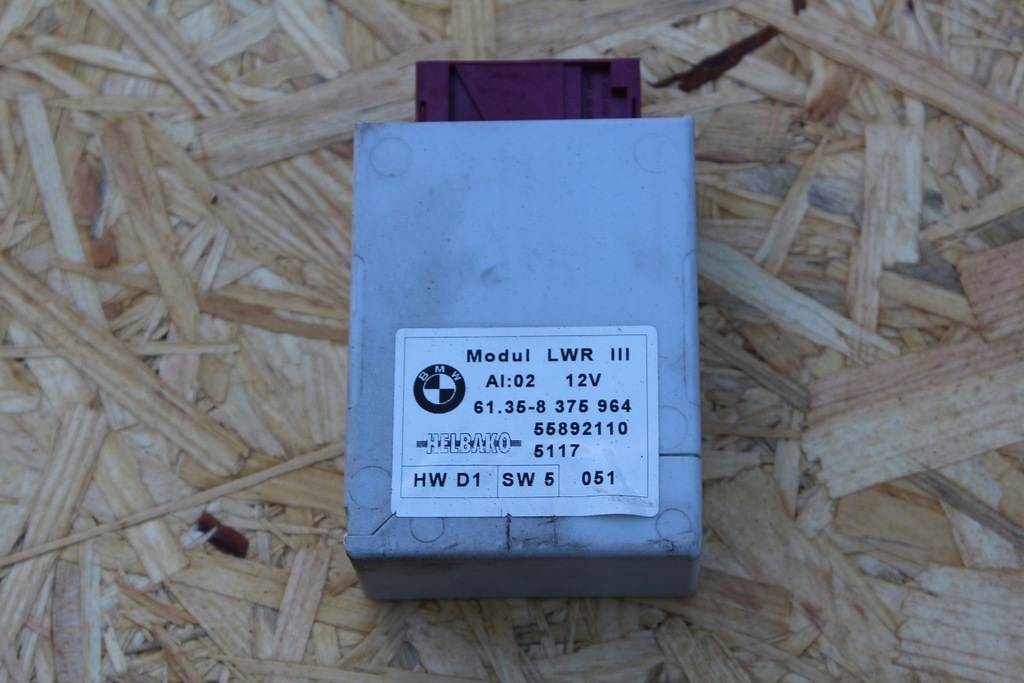 Modul LWR III
BMW
AI:02 12V
61.35-8 375 964
55892110
HELBAKO
5117
HW D1 SW 5 051